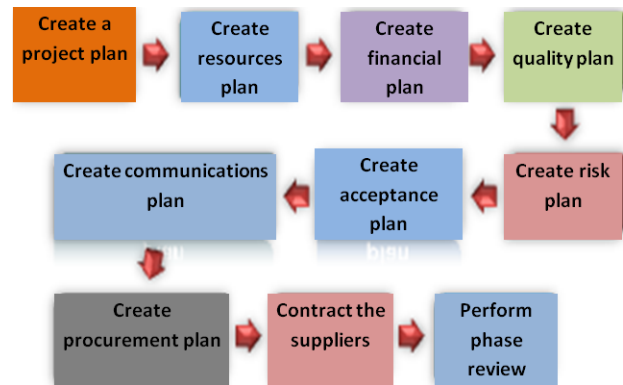 Create a
project plan
Create
resources
plan
Create
financial
plan
Create
quality plan
Create risk
plan
Create
acceptance
plan
Create communications
plan
Create
procurement plan
Contract the
suppliers
Perform
phase
review